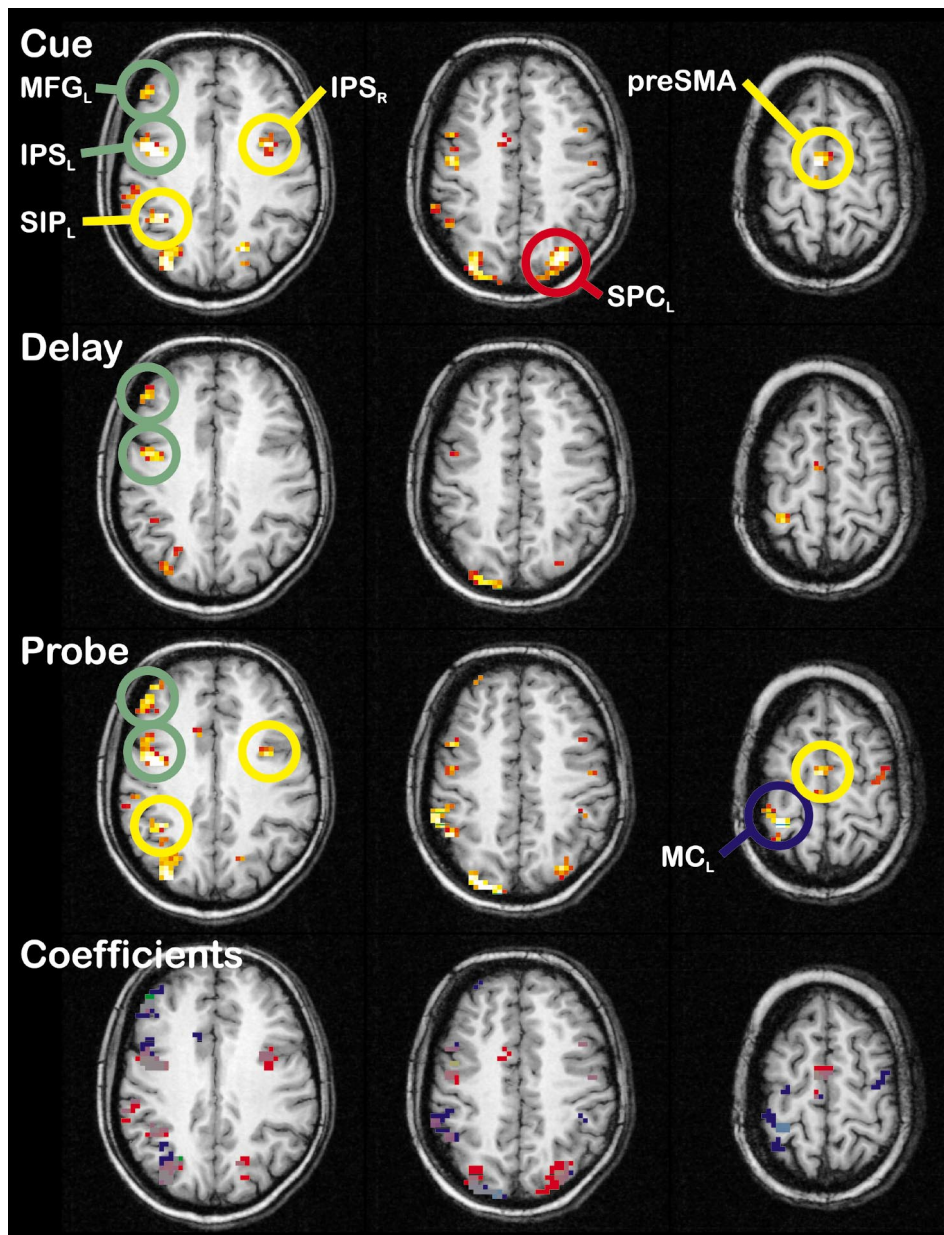 Cue
MFGL
IPSR
preSMA
IPSL
SIPL
SPCL
Delay
Probe
MCL
Coefficients